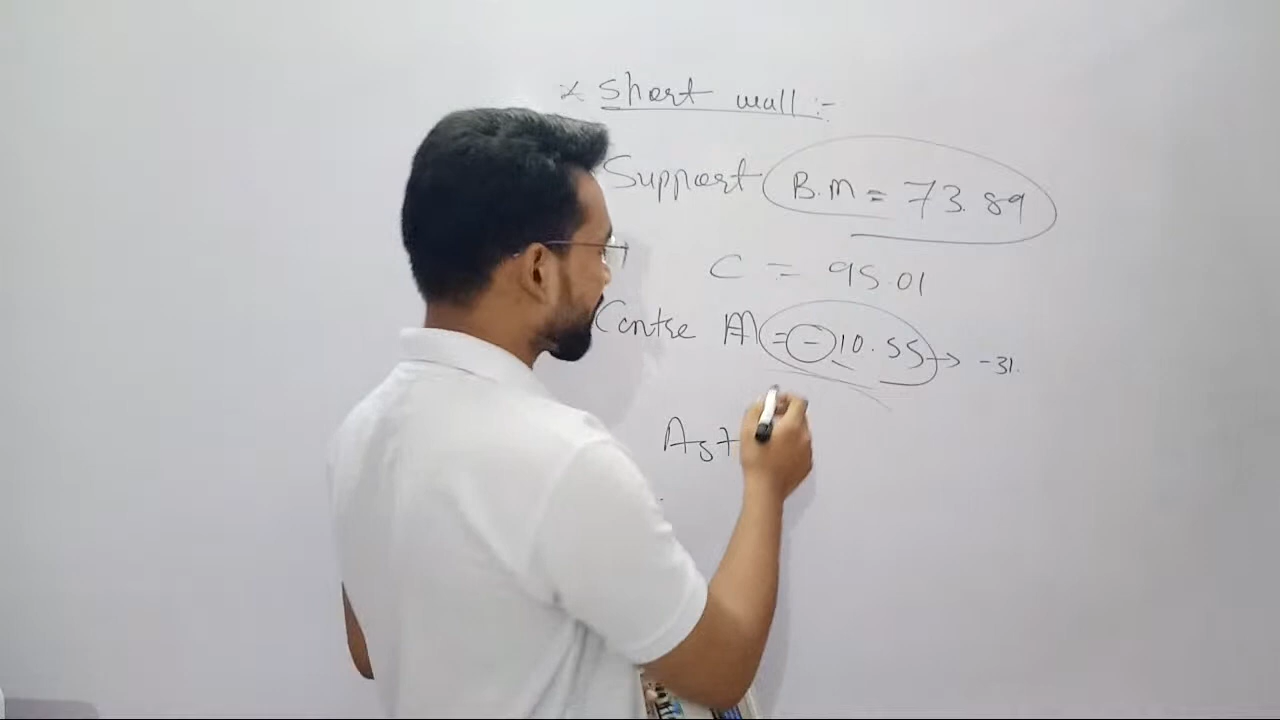 × Short wall :-
Support B.M = 73.89
C = 95.01
Centre M = -10.55 → -31.
Ast